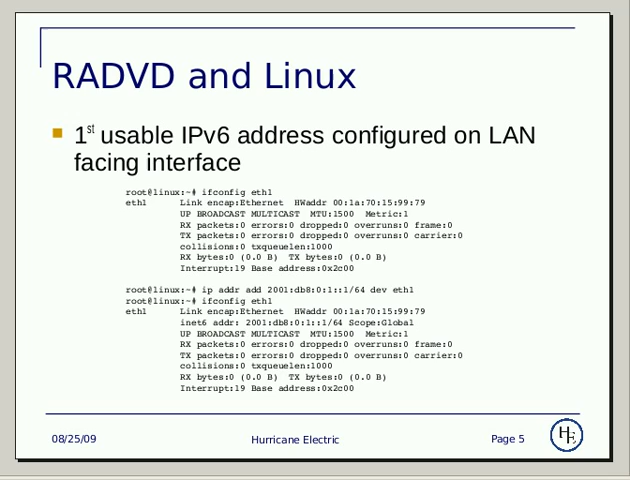 RADVD and Linux
1st usable IPv6 address configured on LAN
facing interface
root@linux:~# ifconfig eth1
eth1 Link encap:Ethernet HWaddr 00:1a:70:15:99:79
UP BROADCAST MULTICAST MTU:1500 Metric:1
RX packets:0 errors:0 dropped:0 overruns:0 frame:0
TX packets:0 errors:0 dropped:0 overruns:0 carrier:0
collisions:0 txqueuelen:1000
RX bytes:0 (0.0 B) TX bytes:0 (0.0 B)
Interrupt:19 Base address:0x2c00
root@linux:~# ip addr add 2001:db8:0:1::1/64 dev eth1
root@linux:~# ifconfig eth1
eth1 Link encap:Ethernet HWaddr 00:1a:70:15:99:79
inet6 addr: 2001:db8:0:1::1/64 Scope:Global
UP BROADCAST MULTICAST MTU:1500 Metric:1
RX packets:0 errors:0 dropped:0 overruns:0 frame:0
TX packets:0 errors:0 dropped:0 overruns:0 carrier:0
collisions:0 txqueuelen:1000
RX bytes:0 (0.0 B) TX bytes:0 (0.0 B)
Interrupt:19 Base address:0x2c00
08/25/09 Hurricane Electric Page 5 HE